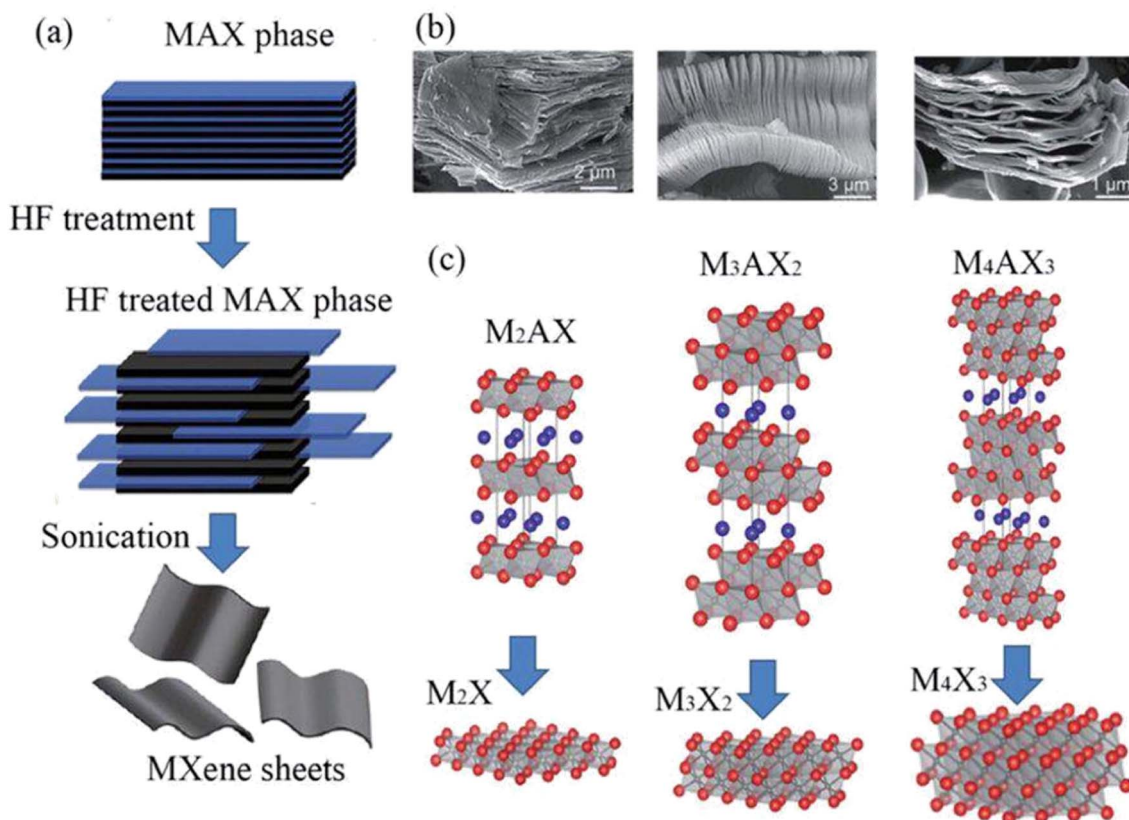 (a)
MAX phase
HF treatment
HF treated MAX phase
Sonication
MXene sheets
(b)
2 μm
3 μm
1 μm
(c)
M2AX
M3AX2
M4AX3
M2X
M3X2
M4X3